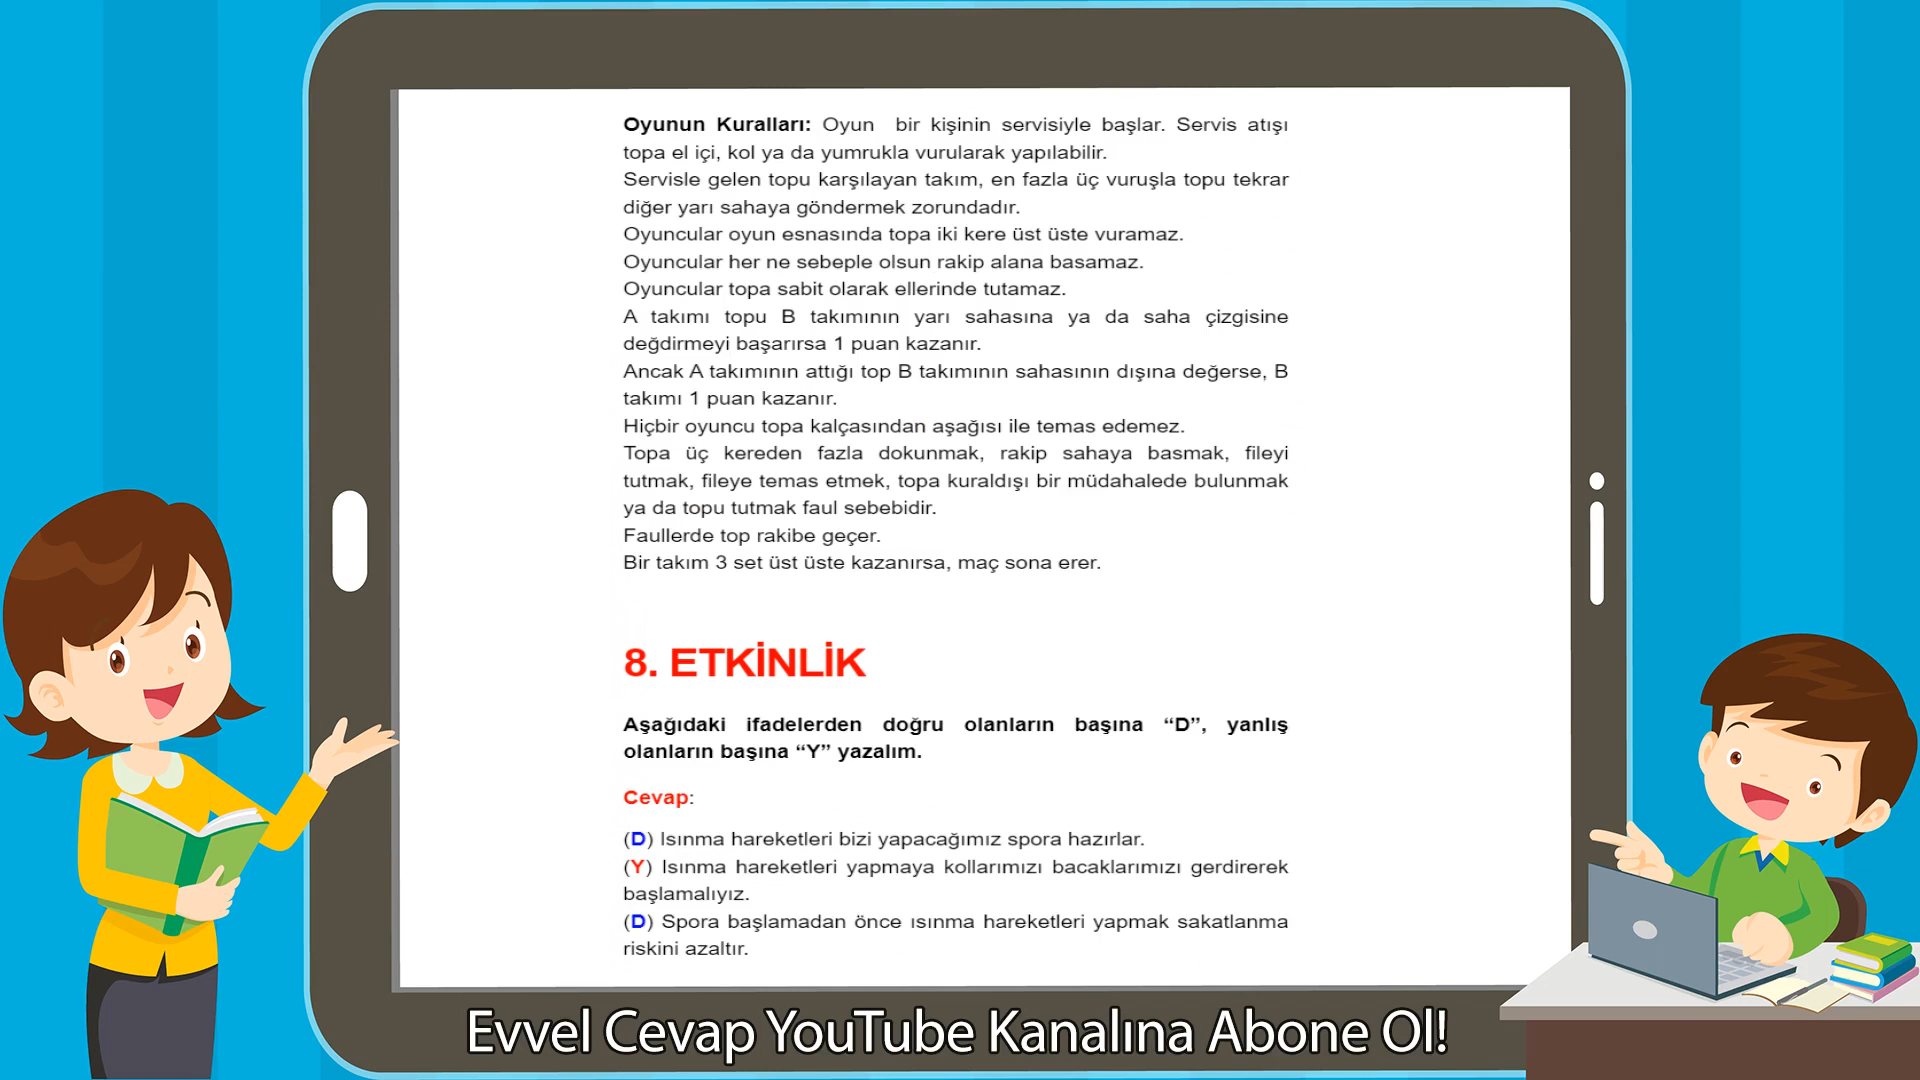 Oyunun Kuralları: Oyun bir kişinin servisiyle başlar. Servis atışı
topa el içi, kol ya da yumrukla vurularak yapılabilir.
Servisle gelen topu karşılayan takım, en fazla üç vuruşla topu tekrar
diğer yarı sahaya göndermek zorundadır.
Oyuncular oyun esnasında topa iki kere üst üste vuramaz.
Oyuncular her ne sebeple olsun rakip alana basamaz.
Oyuncular topa sabit olarak ellerinde tutamaz.
A takımı topu B takımının yarı sahasına ya da saha çizgisine
değdirmeyi başarırsa 1 puan kazanır.
Ancak A takımının attığı top B takımının sahasının dışına değerse, B
takımı 1 puan kazanır.
Hiçbir oyuncu topa kalçasından aşağısı ile temas edemez.
Topa üç kereden fazla dokunmak, rakip sahaya basmak, fileyi
tutmak, fileye temas etmek, topa kuraldışı bir müdahalede bulunmak
ya da topu tutmak faul sebebidir.
Faullerde top rakibe geçer.
Bir takım 3 set üst üste kazanırsa, maç sona erer.
8. ETKİNLİK
Aşağıdaki ifadelerden doğru olanların başına “D”, yanlış
olanların başına “Y” yazalım.
Cevap:
(D) Isınma hareketleri bizi yapacağımız spora hazırlar.
(Y) Isınma hareketleri yapmaya kollarımızı bacaklarımızı gerdirerek
başlamalıyız.
(D) Spora başlamadan önce ısınma hareketleri yapmak sakatlanma
riskini azaltır.
Evvel Cevap YouTube Kanalına Abone Ol!